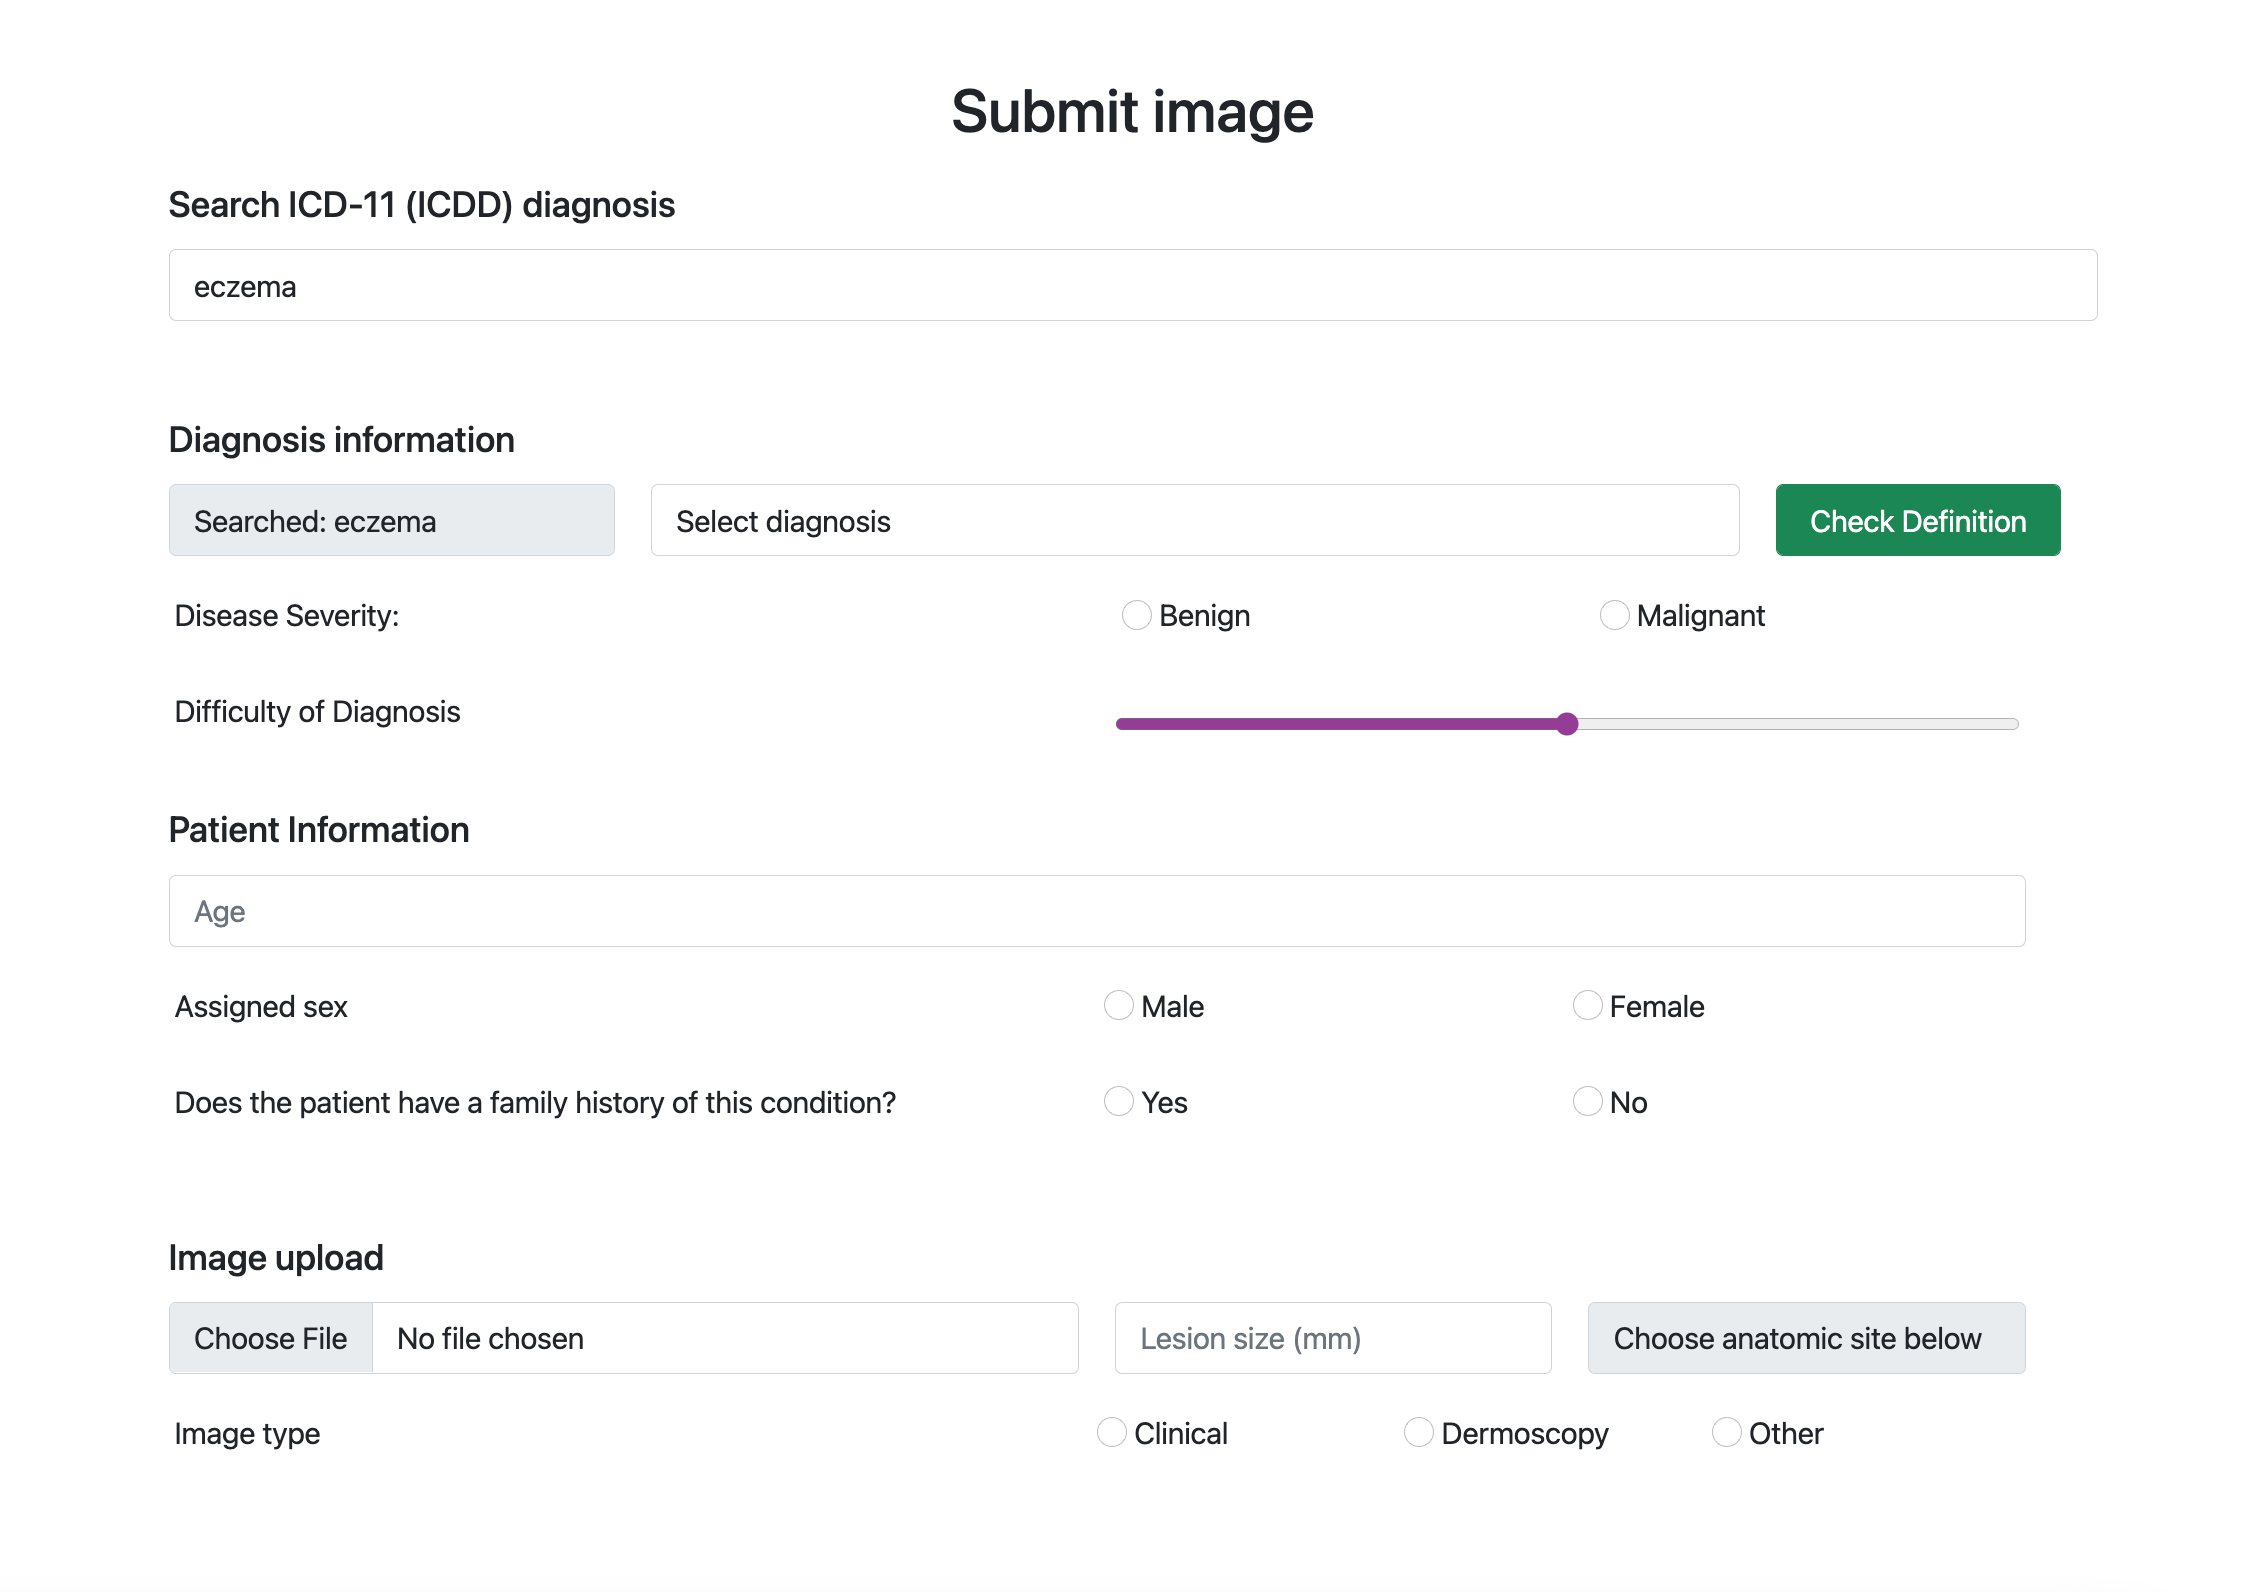 Submit image
Search ICD-11 (ICDD) diagnosis
eczema
Diagnosis information
Searched: eczema
Select diagnosis
Check Definition
Disease Severity:
Benign
Malignant
Difficulty of Diagnosis
Patient Information
Age
Assigned sex
Male
Female
Does the patient have a family history of this condition?
Yes
No
Image upload
Choose File
No file chosen
Lesion size (mm)
Choose anatomic site below
Image type
Clinical
Dermoscopy
Other